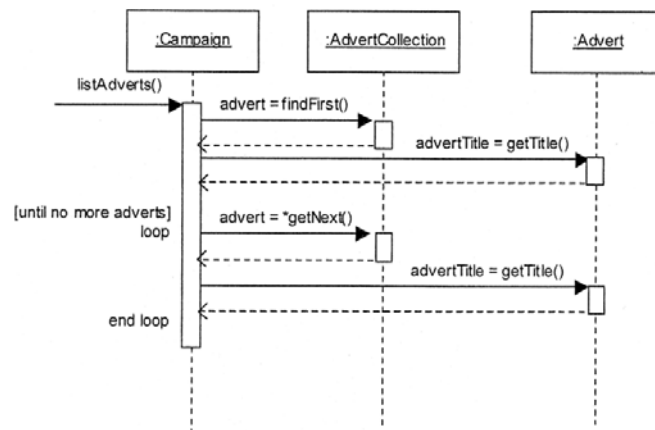 :Campaign
:AdvertCollection
:Advert
listAdverts()
advert = findFirst()
advertTitle = getTitle()
[until no more adverts]
loop
advert = *getNext()
advertTitle = getTitle()
end loop